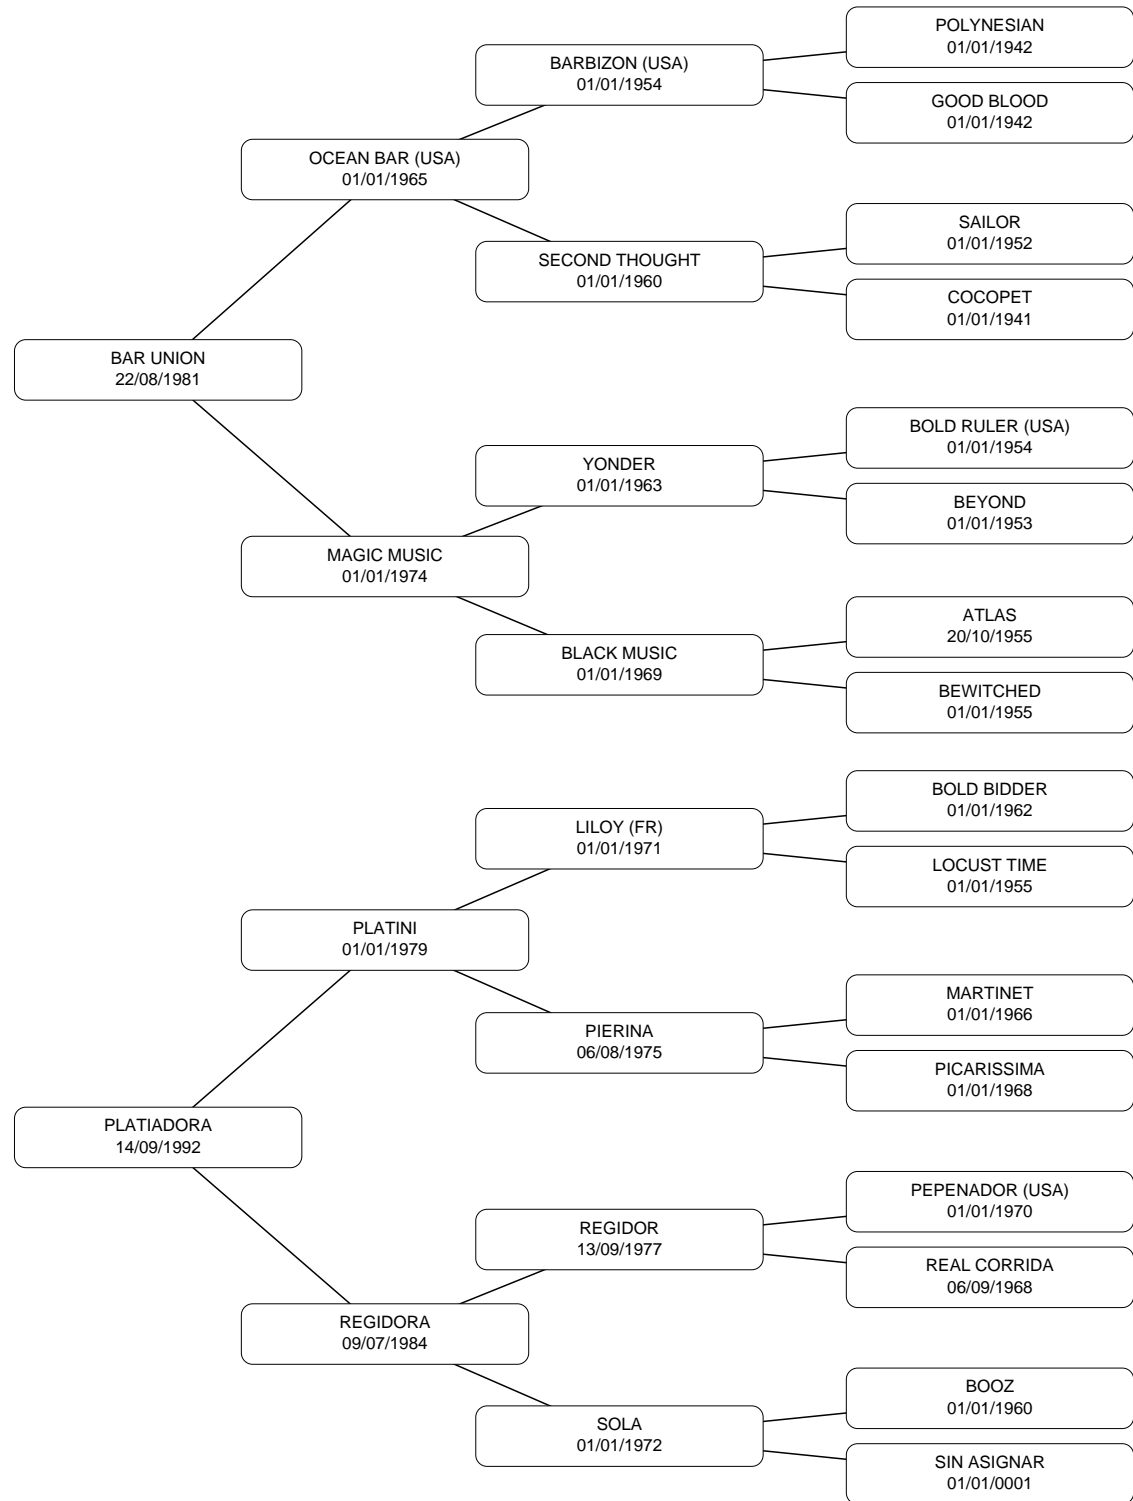 POLYNESIAN
01/01/1942
BARBIZON (USA)
01/01/1954
GOOD BLOOD
01/01/1942
OCEAN BAR (USA)
01/01/1965
SAILOR
01/01/1952
SECOND THOUGHT
01/01/1960
COCOPET
01/01/1941
BAR UNION
22/08/1981
BOLD RULER (USA)
01/01/1954
YONDER
01/01/1963
BEYOND
01/01/1953
MAGIC MUSIC
01/01/1974
ATLAS
20/10/1955
BLACK MUSIC
01/01/1969
BEWITCHED
01/01/1955
BOLD BIDDER
01/01/1962
LILOY (FR)
01/01/1971
LOCUST TIME
01/01/1955
PLATINI
01/01/1979
MARTINET
01/01/1966
PIERINA
06/08/1975
PICARISSIMA
01/01/1968
PLATIADORA
14/09/1992
PEPENADOR (USA)
01/01/1970
REGIDOR
13/09/1977
REAL CORRIDA
06/09/1968
REGIDORA
09/07/1984
BOOZ
01/01/1960
SOLA
01/01/1972
SIN ASIGNAR
01/01/0001